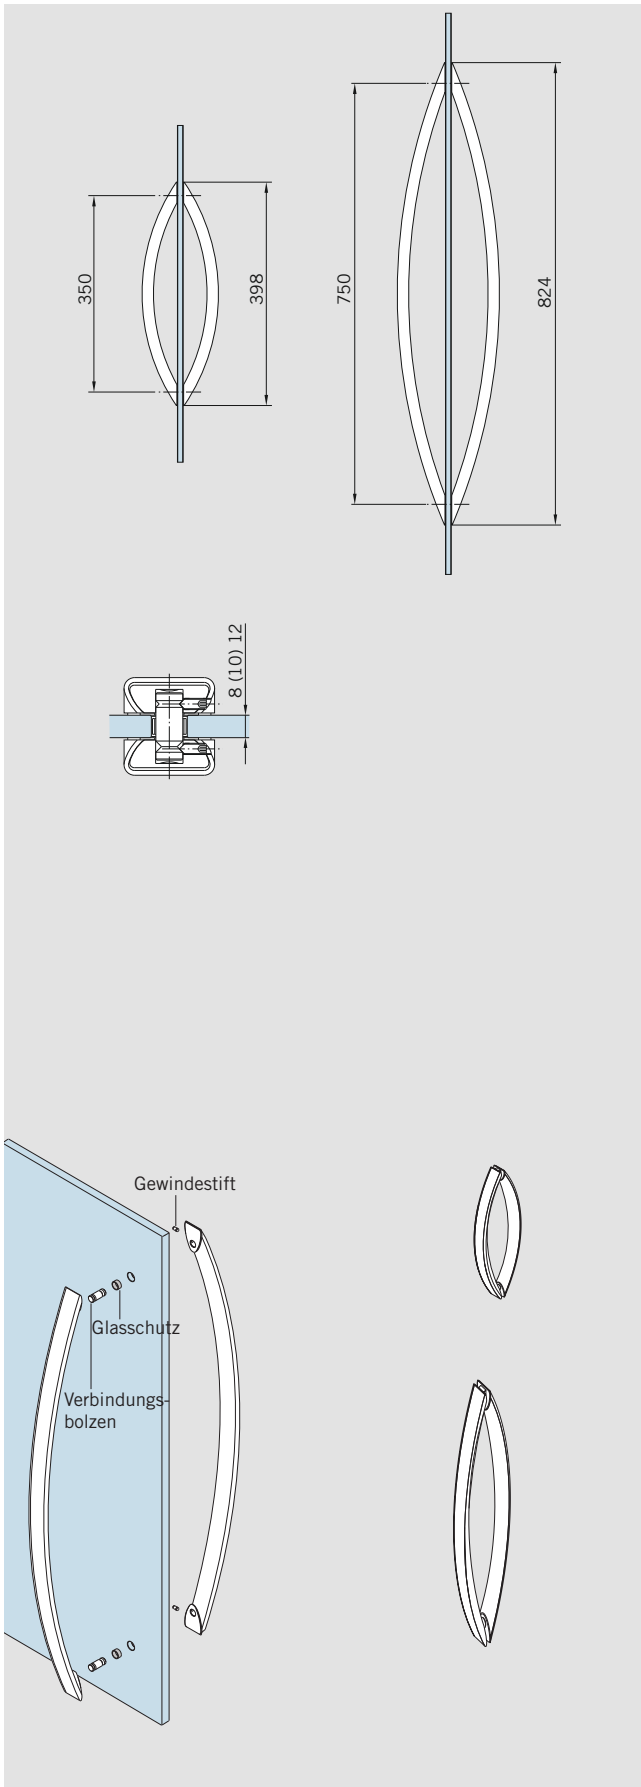 350
398
750
824
8 (10) 12
Gewindestift
Glasschutz
Verbindungs-
bolzen